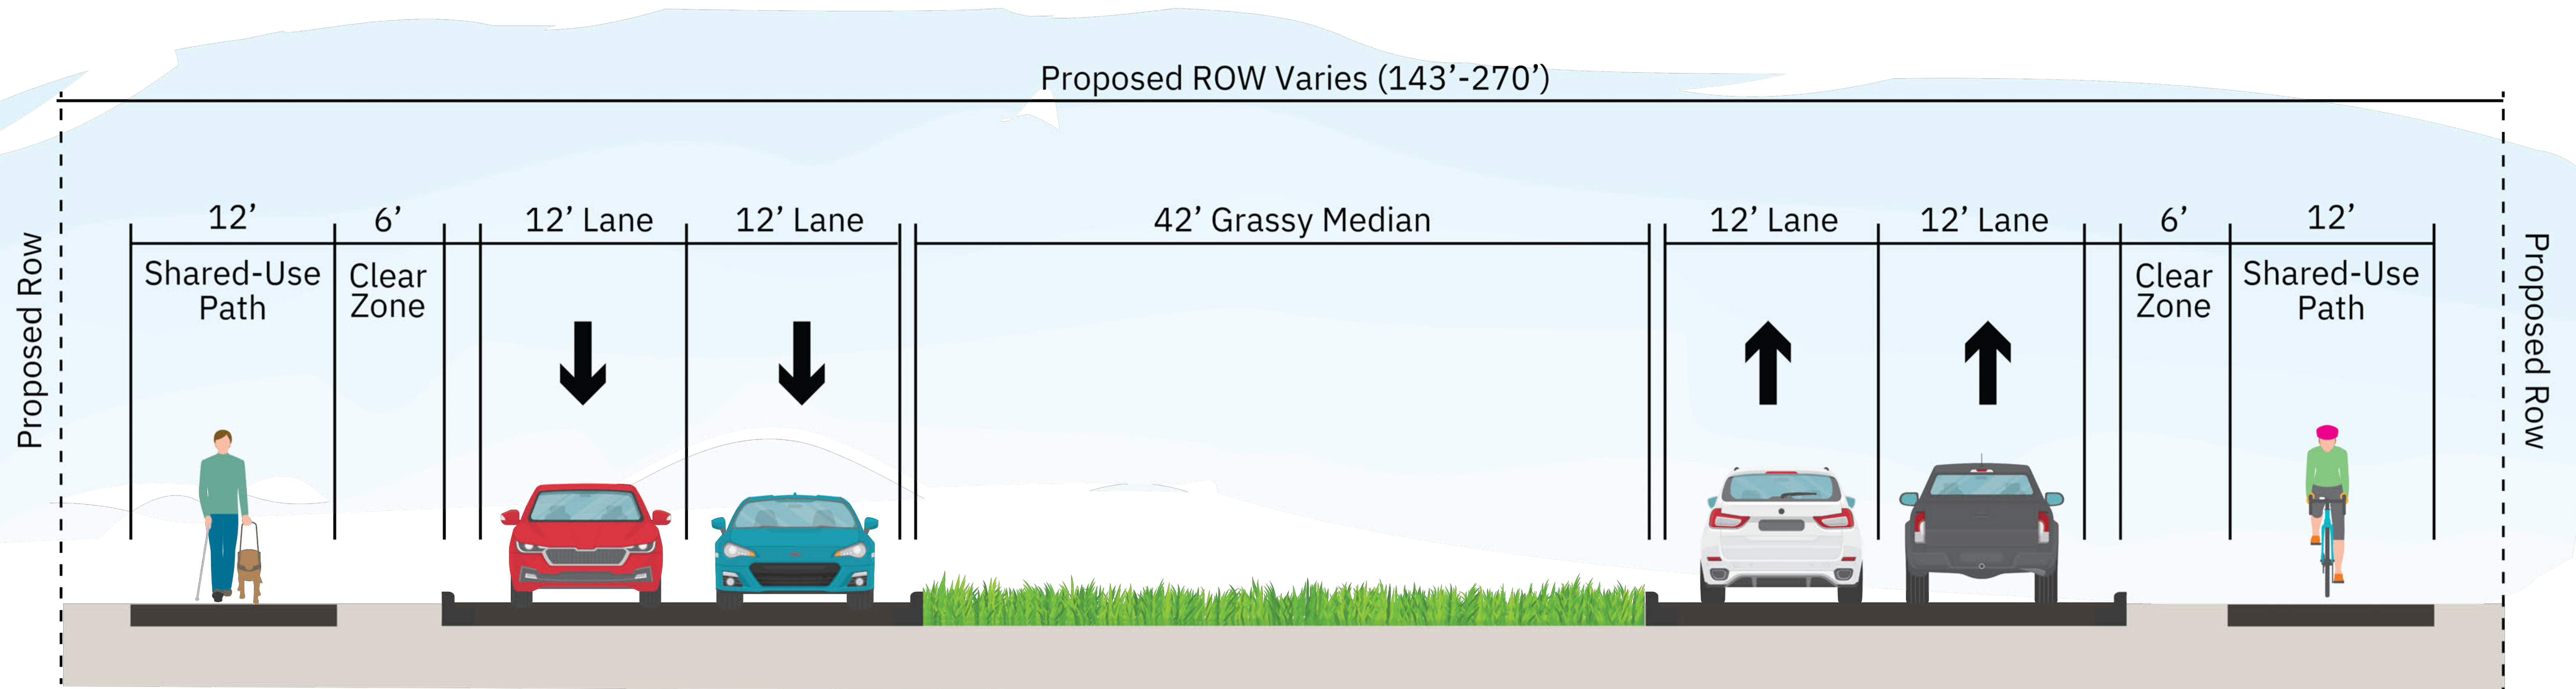 Proposed ROW Varies (143’-270’)
12’
6’
12’ Lane
12’ Lane
42’ Grassy Median
12’ Lane
12’ Lane
6’
12’
Shared-Use
Path
Clear
Zone
Clear
Zone
Shared-Use
Path
Proposed Row
Proposed Row